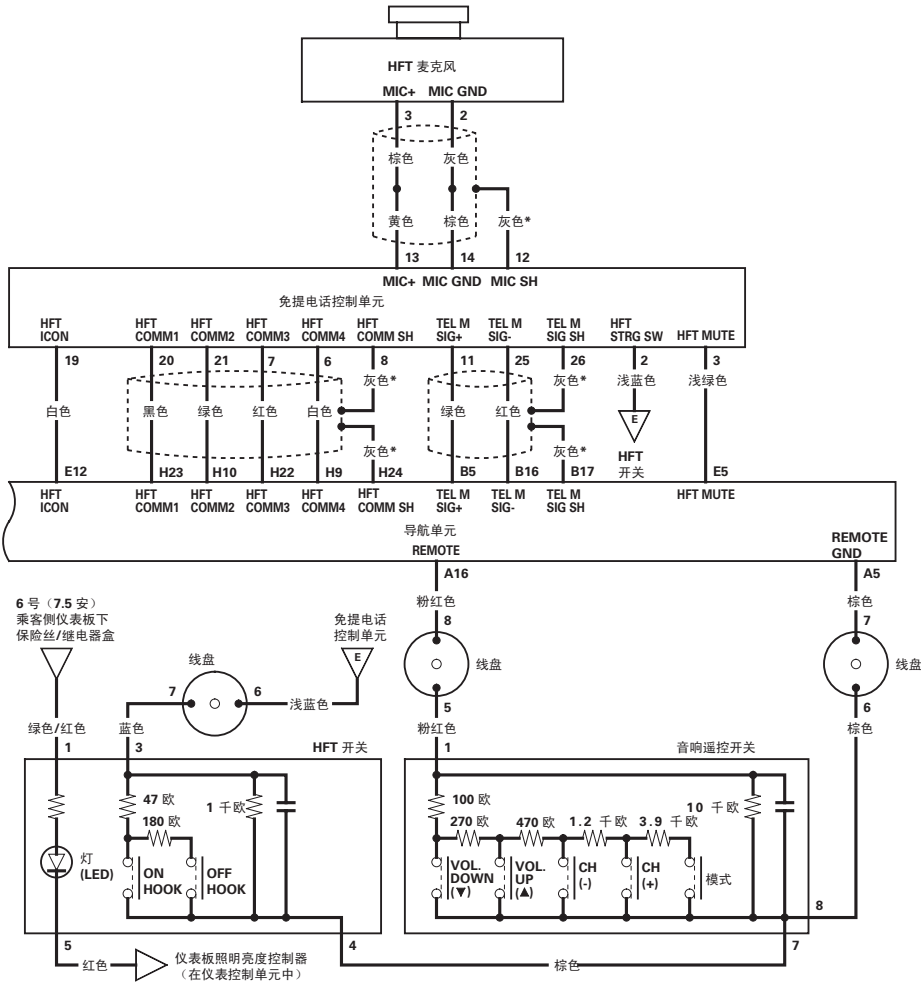 HFT 麦克风
MIC+ MIC GND
3 2
棕色 灰色
黄色 棕色 灰色*
13 14 12
MIC+ MIC GND MIC SH
免提电话控制单元
HFT ICON
HFT COMM1
HFT COMM2
HFT COMM3
HFT COMM4
HFT COMM SH
TEL M SIG+
TEL M SIG-
TEL M SIG SH
HFT STRG SW
HFT MUTE
19 20 21 7 6 8 11 25 26 2 3
灰色* 灰色* 浅蓝色 浅绿色
白色 黑色 绿色 红色 白色 绿色 红色
E
灰色* 灰色*
HFT
开关
E12 H23 H10 H22 H9 H24 B5 B16 B17 E5
HFT ICON
HFT COMM1
HFT COMM2
HFT COMM3
HFT COMM4
HFT COMM SH
TEL M SIG+
TEL M SIG-
TEL M SIG SH
HFT MUTE
导航单元
REMOTE
REMOTE
GND
A16 A5
6 号（7.5 安）
乘客侧仪表板下
保险丝/继电器盒
免提电话
控制单元
E
粉红色
8
线盘
5
粉红色
1
棕色
7
线盘
6
棕色
线盘
7 6
浅蓝色
绿色/红色
1
蓝色
3
HFT 开关
47 欧
180 欧
1 千欧
灯
(LED)
ON
HOOK
OFF
HOOK
5
4
红色
仪表板照明亮度控制器
（在仪表控制单元中）
音响遥控开关
100 欧
270 欧 470 欧 1.2 千欧 3.9 千欧
10 千欧
VOL.
DOWN
(▼)
VOL.
UP
(▲)
CH
(-)
CH
(+)
模式
8
7
棕色